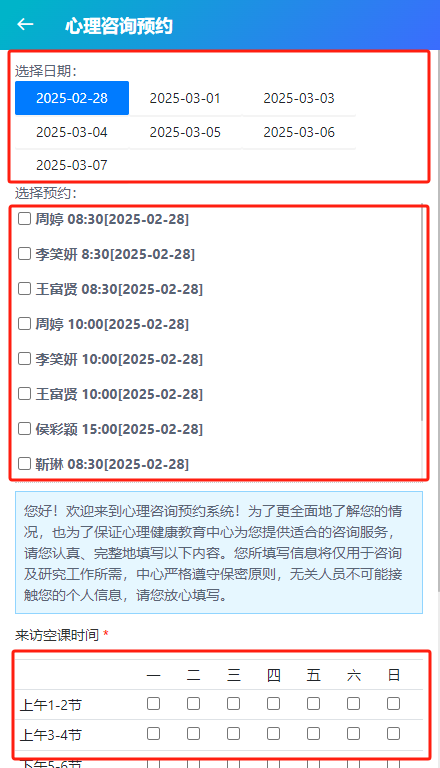 心理咨询预约
选择日期:
2025-02-28 2025-03-01 2025-03-03
2025-03-04 2025-03-05 2025-03-06
2025-03-07
选择预约:
周婷 08:30[2025-02-28]
李笑妍 8:30[2025-02-28]
王富贤 08:30[2025-02-28]
周婷 10:00[2025-02-28]
李笑妍 10:00[2025-02-28]
王富贤 10:00[2025-02-28]
侯彩颖 15:00[2025-02-28]
靳琳 08:30[2025-02-28]
您好！欢迎来到心理咨询预约系统！为了更全面地了解您的情
况，也为了保证心理健康教育中心为您提供适合的咨询服务，
请您认真、完整地填写以下内容。您所填写信息将仅用于咨询
及研究工作所需，中心严格遵守保密原则，无关人员不可能接
触您的个人信息，请您放心填写。
来访空课时间 *
一 二 三 四 五 六 日
上午1-2节
上午3-4节
下午5-6节